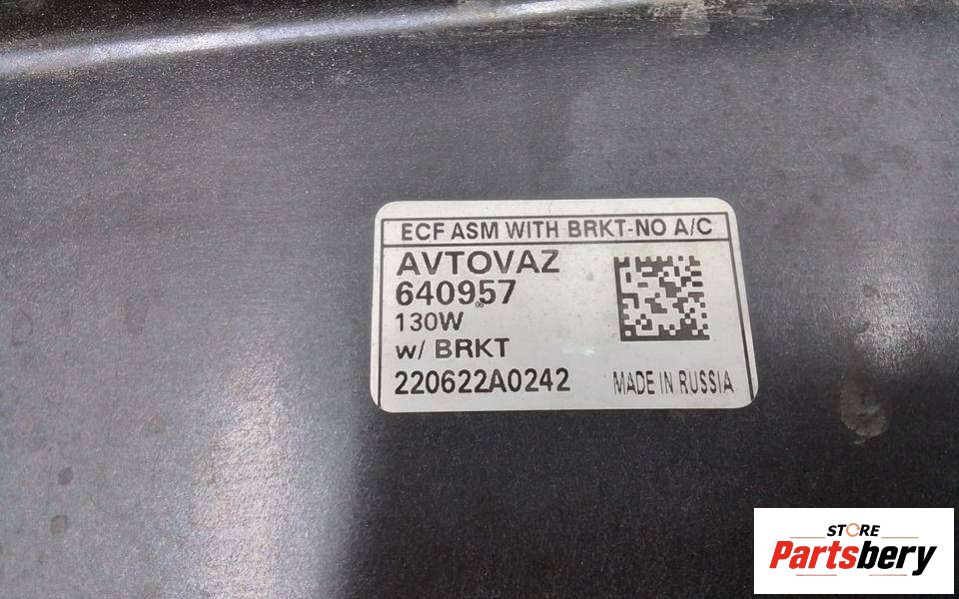 ECF ASM WITH BRKT-NO A/C
AVTOVAZ
640957
130W
w/ BRKT
220622A0242
MADE IN RUSSIA
STORE
Partsbery